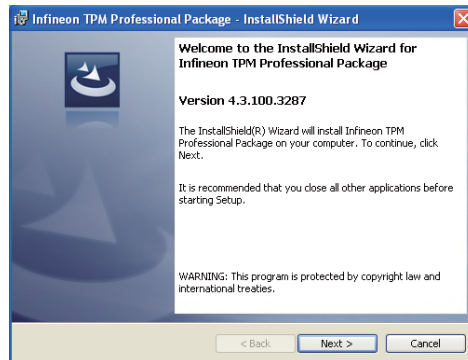 Infineon TPM Professional Package - InstallShield Wizard
Welcome to the InstallShield Wizard for
Infineon TPM Professional Package
Version 4.3.100.3287
The InstallShield(R) Wizard will install Infineon TPM
Professional Package on your computer. To continue, click
Next.
It is recommended that you close all other applications before
starting Setup.
WARNING: This program is protected by copyright law and
international treaties.
< Back
Next >
Cancel